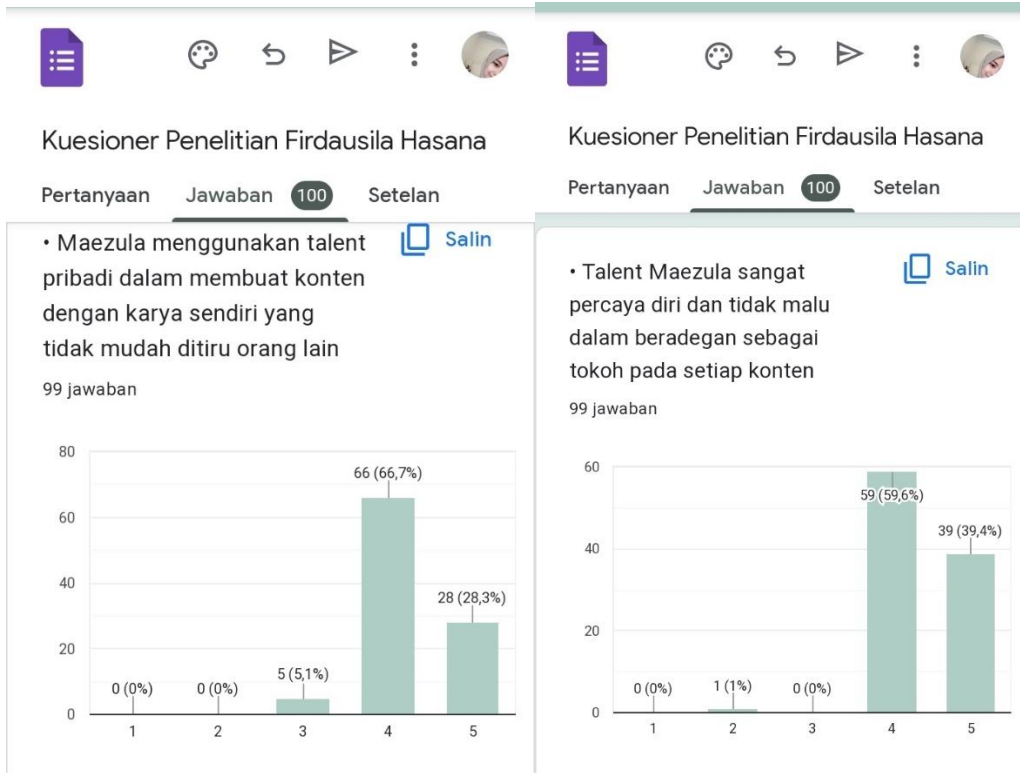 Kuesioner Penelitian Firdausila Hasana
Pertanyaan Jawaban 100 Setelan
• Maezula menggunakan talent
pribadi dalam membuat konten
dengan karya sendiri yang
tidak mudah ditiru orang lain
Salin
99 jawaban
80
60
40
20
0
0 (0%)
0 (0%)
5 (5,1%)
66 (66,7%)
28 (28,3%)
1 2 3 4 5
Kuesioner Penelitian Firdausila Hasana
Pertanyaan Jawaban 100 Setelan
• Talent Maezula sangat
percaya diri dan tidak malu
dalam beradegan sebagai
tokoh pada setiap konten
Salin
99 jawaban
60
40
20
0
0 (0%)
1 (1%)
0 (0%)
59 (59,6%)
39 (39,4%)
1 2 3 4 5